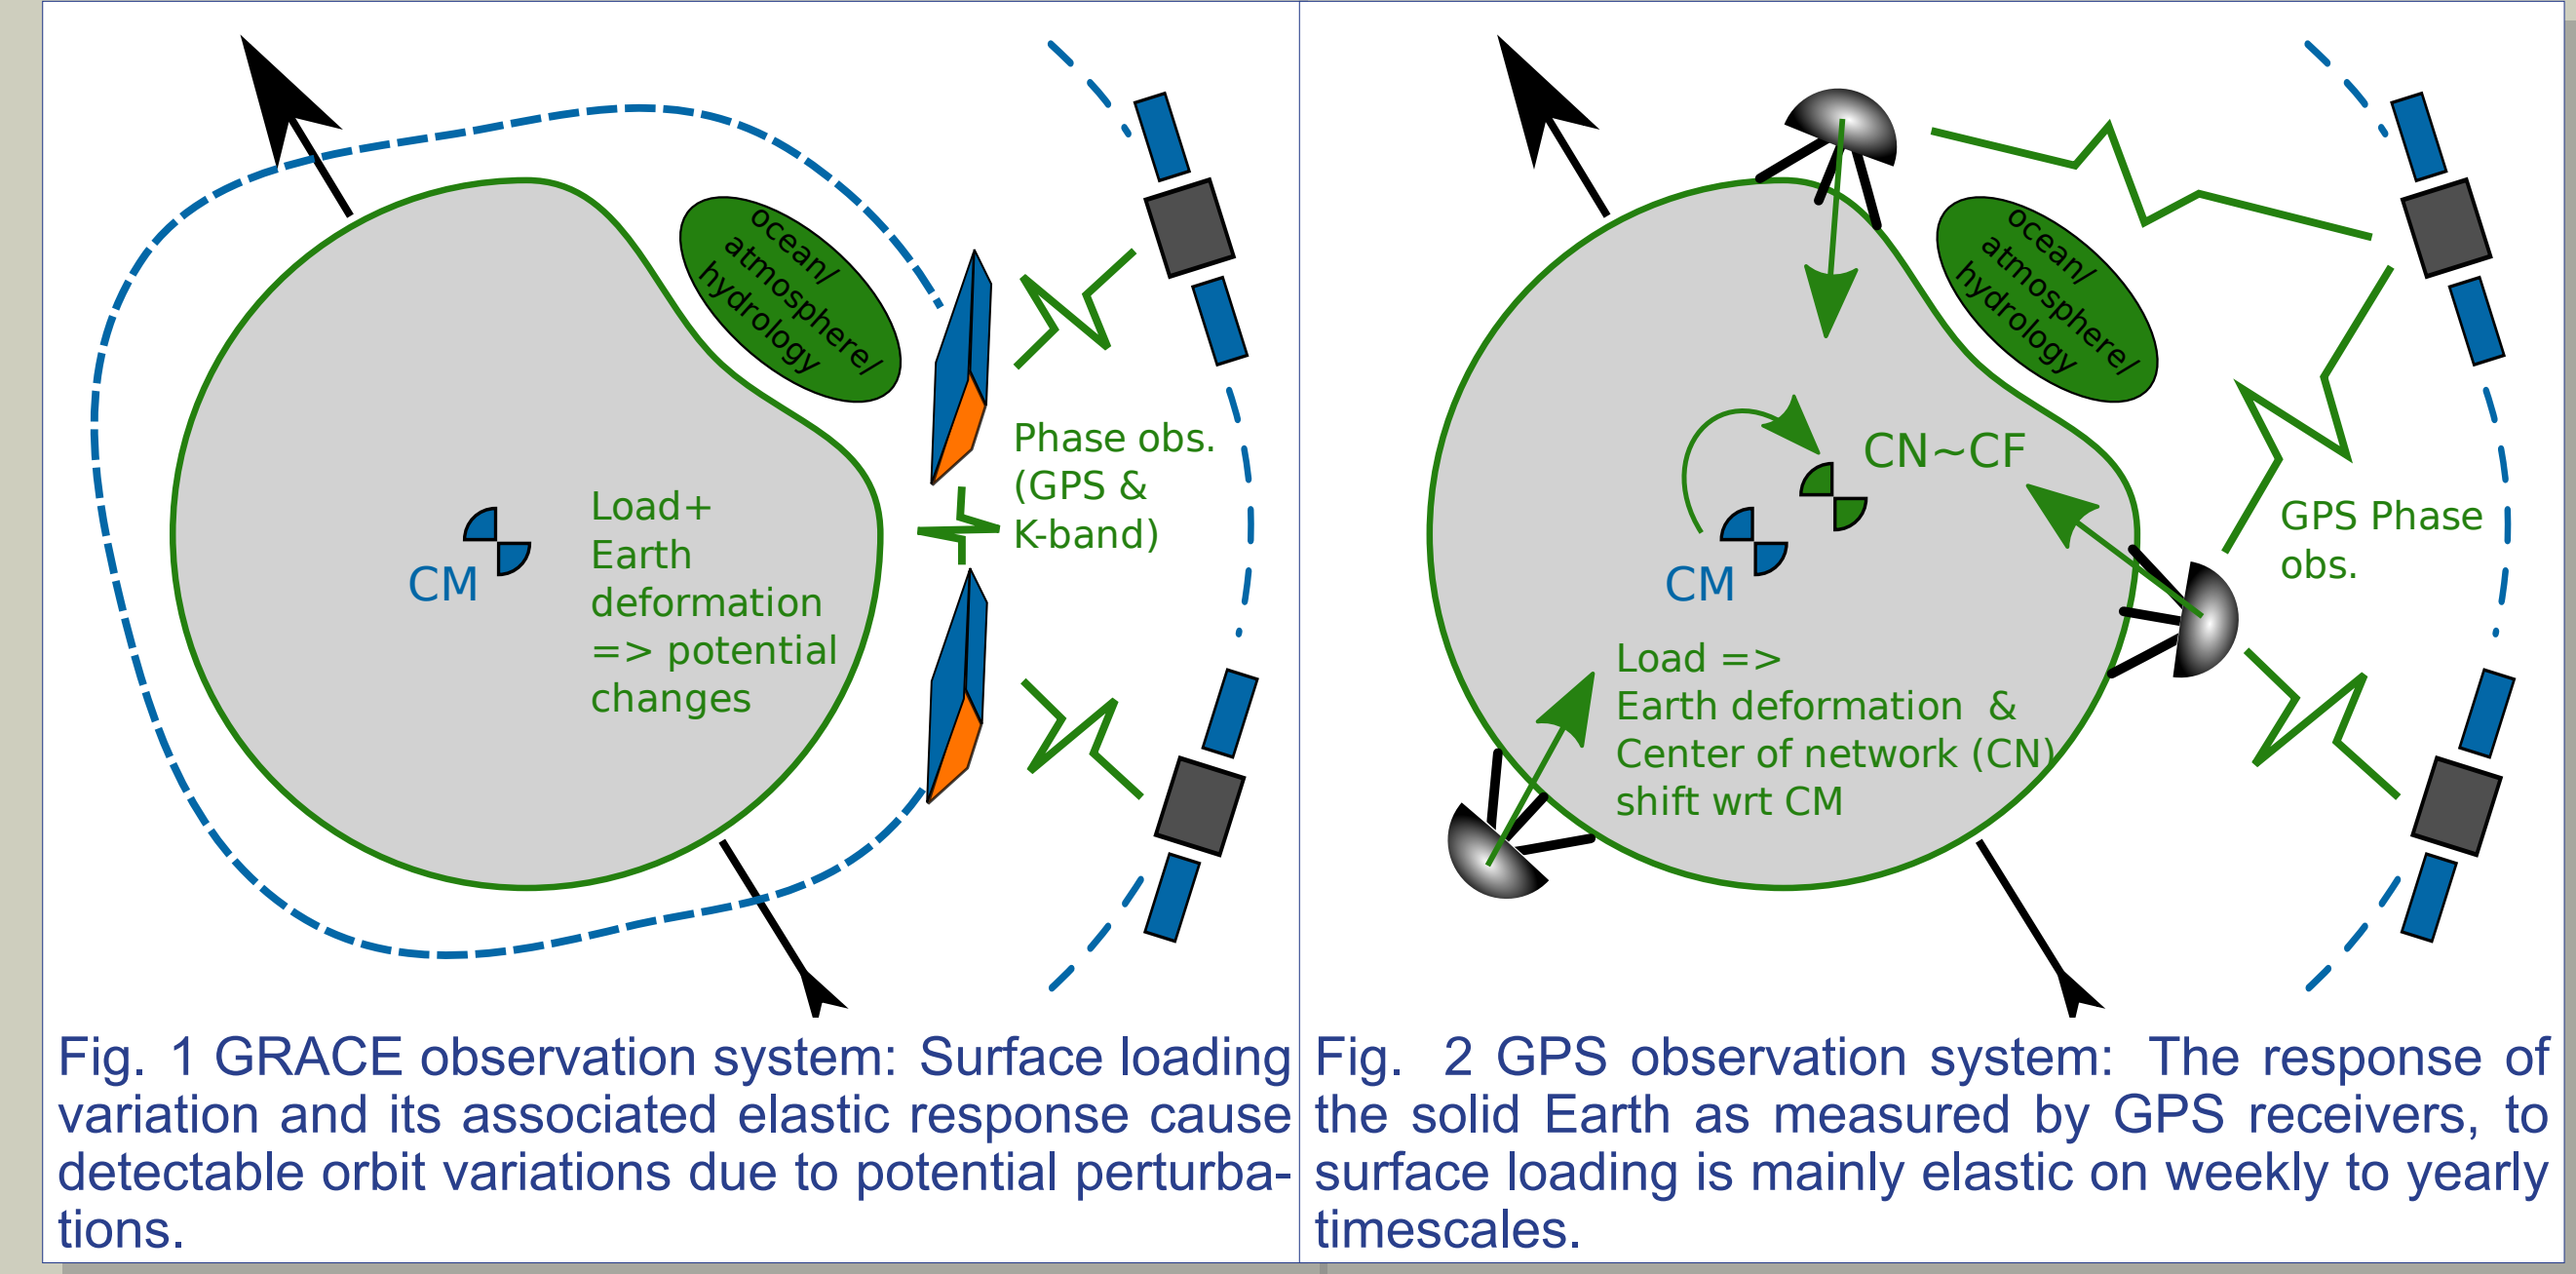 ocean/
atmosphere/
hydrology
Phase obs.
(GPS &
K-band)
Load+
Earth
deformation
=> potential
changes
CM
Fig. 1 GRACE observation system: Surface loading
variation and its associated elastic response cause
detectable orbit variations due to potential perturba-
tions.
ocean/
atmosphere/
hydrology
CN~CF
GPS Phase
obs.
CM
Load =>
Earth deformation &
Center of network (CN)
shift wrt CM
Fig. 2 GPS observation system: The response of
the solid Earth as measured by GPS receivers, to
surface loading is mainly elastic on weekly to yearly
timescales.